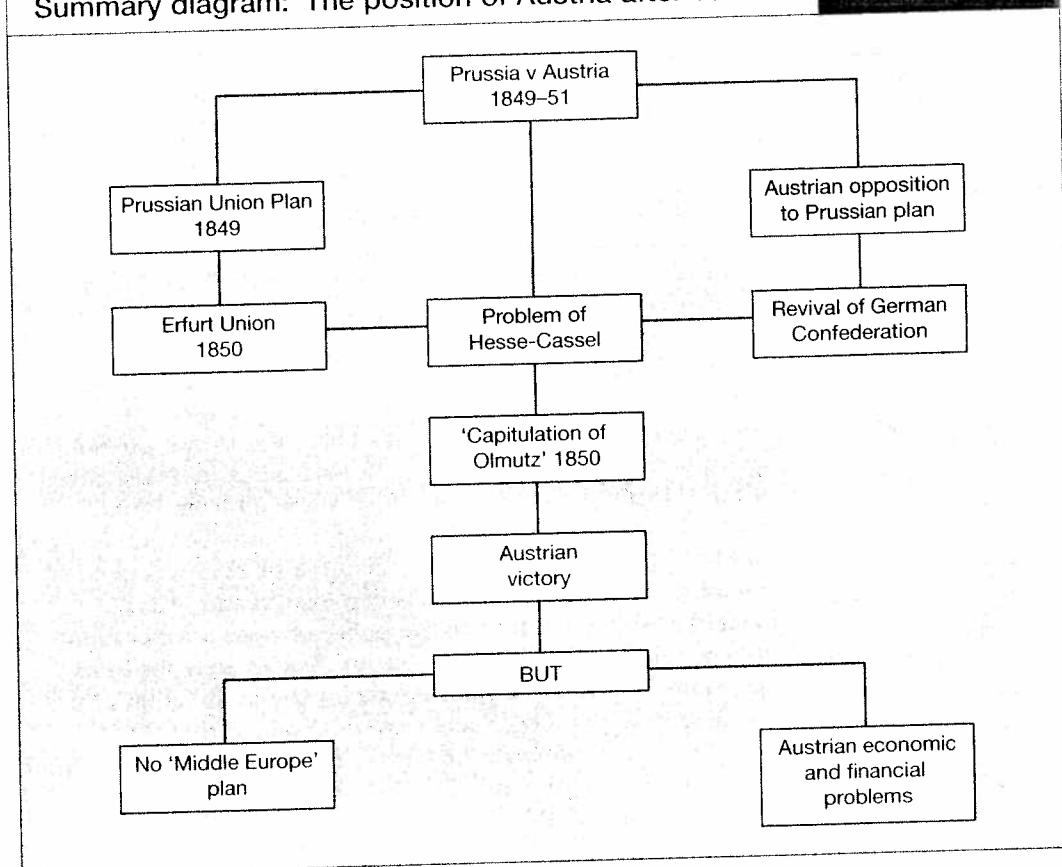 Summary diagram: The position of Austria after
Prussia v Austria
1849–51
Prussian Union Plan
1849
Austrian opposition
to Prussian plan
Erfurt Union
1850
Problem of
Hesse-Cassel
Revival of German
Confederation
'Capitulation of
Olmutz' 1850
Austrian
victory
BUT
No 'Middle Europe'
plan
Austrian economic
and financial
problems